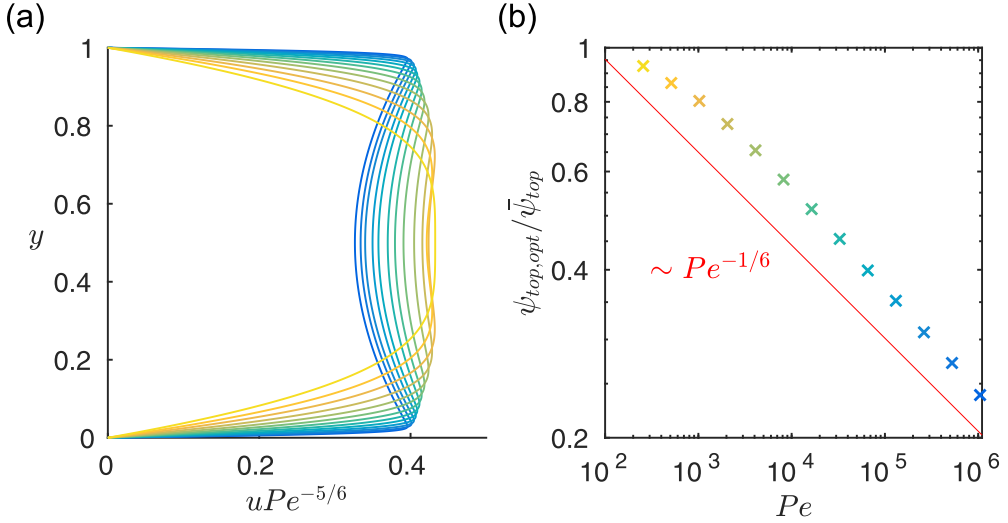 (a)
1
0.8
0.6
y
0.4
0.2
0
0 0.2 0.4
uPe^{-5/6}
(b)
1
0.8
0.6
0.4
0.2
ψ_{top,opt}/ψ̄_{top}
~ Pe^{-1/6}
10^2 10^3 10^4 10^5 10^6
Pe